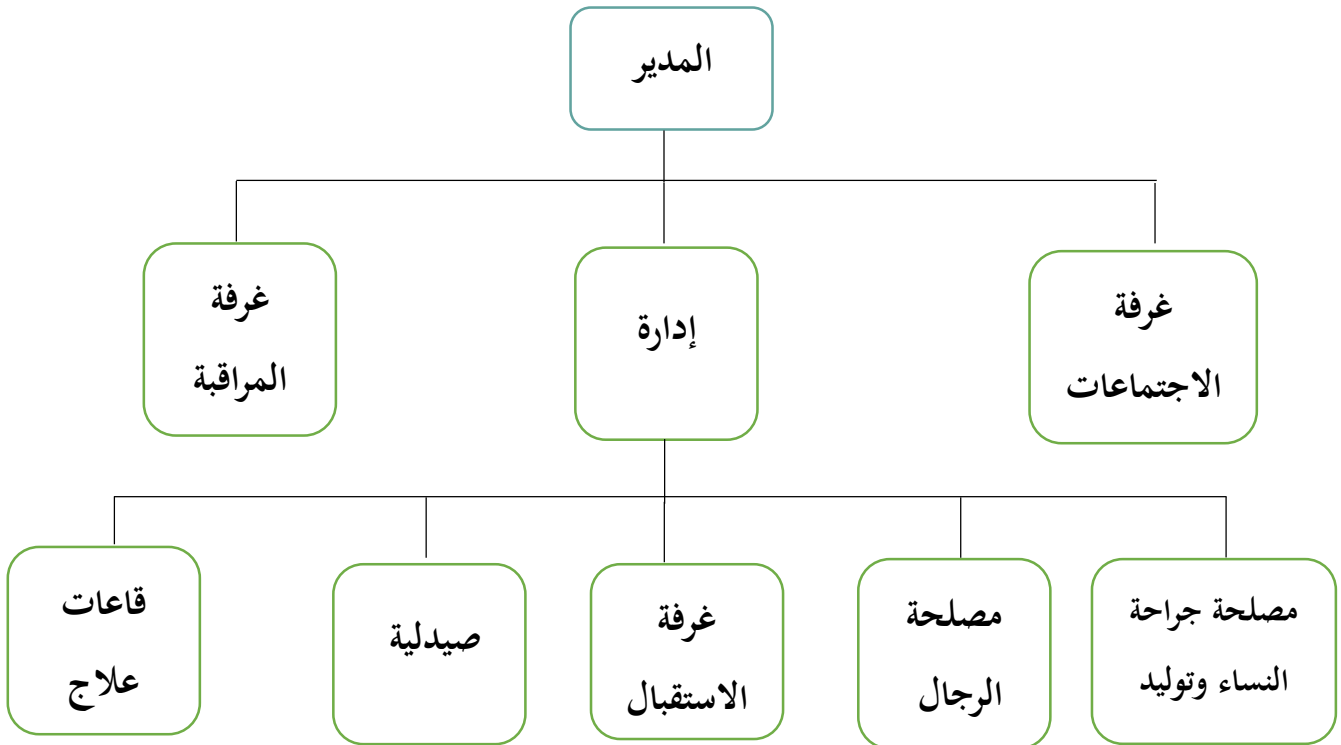 المدير
غرفة
الاجتماعات
إدارة
غرفة
المراقبة
مصلحة جراحة
النساء وتوليد
مصلحة
الرجال
غرفة
الاستقبال
صيدلية
قاعات
علاج